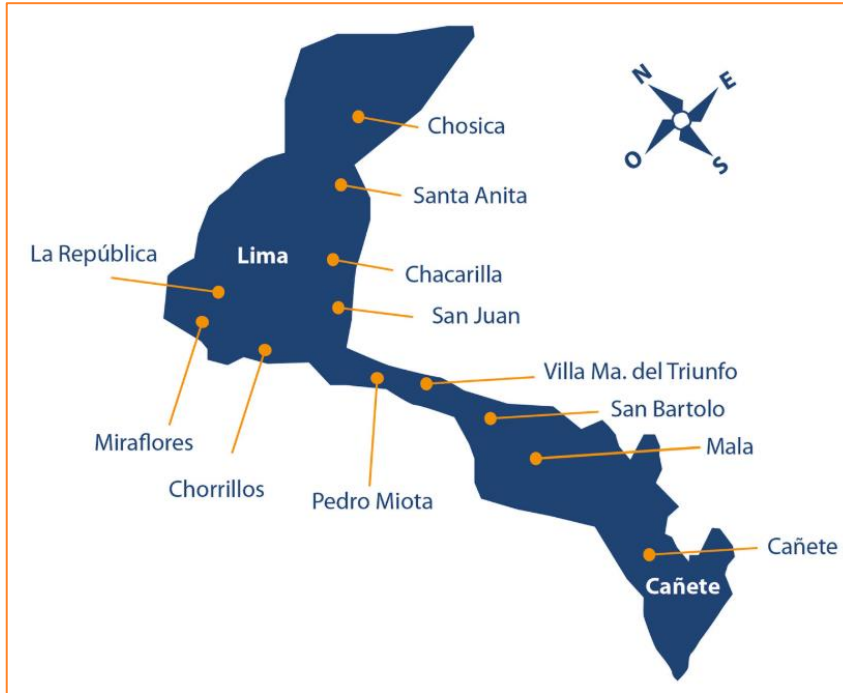 N
E
O
S
Chosica
Santa Anita
La República
Lima
Chacarilla
San Juan
Villa Ma. del Triunfo
San Bartolo
Miraflores
Mala
Chorrillos
Pedro Miota
Cañete
Cañete